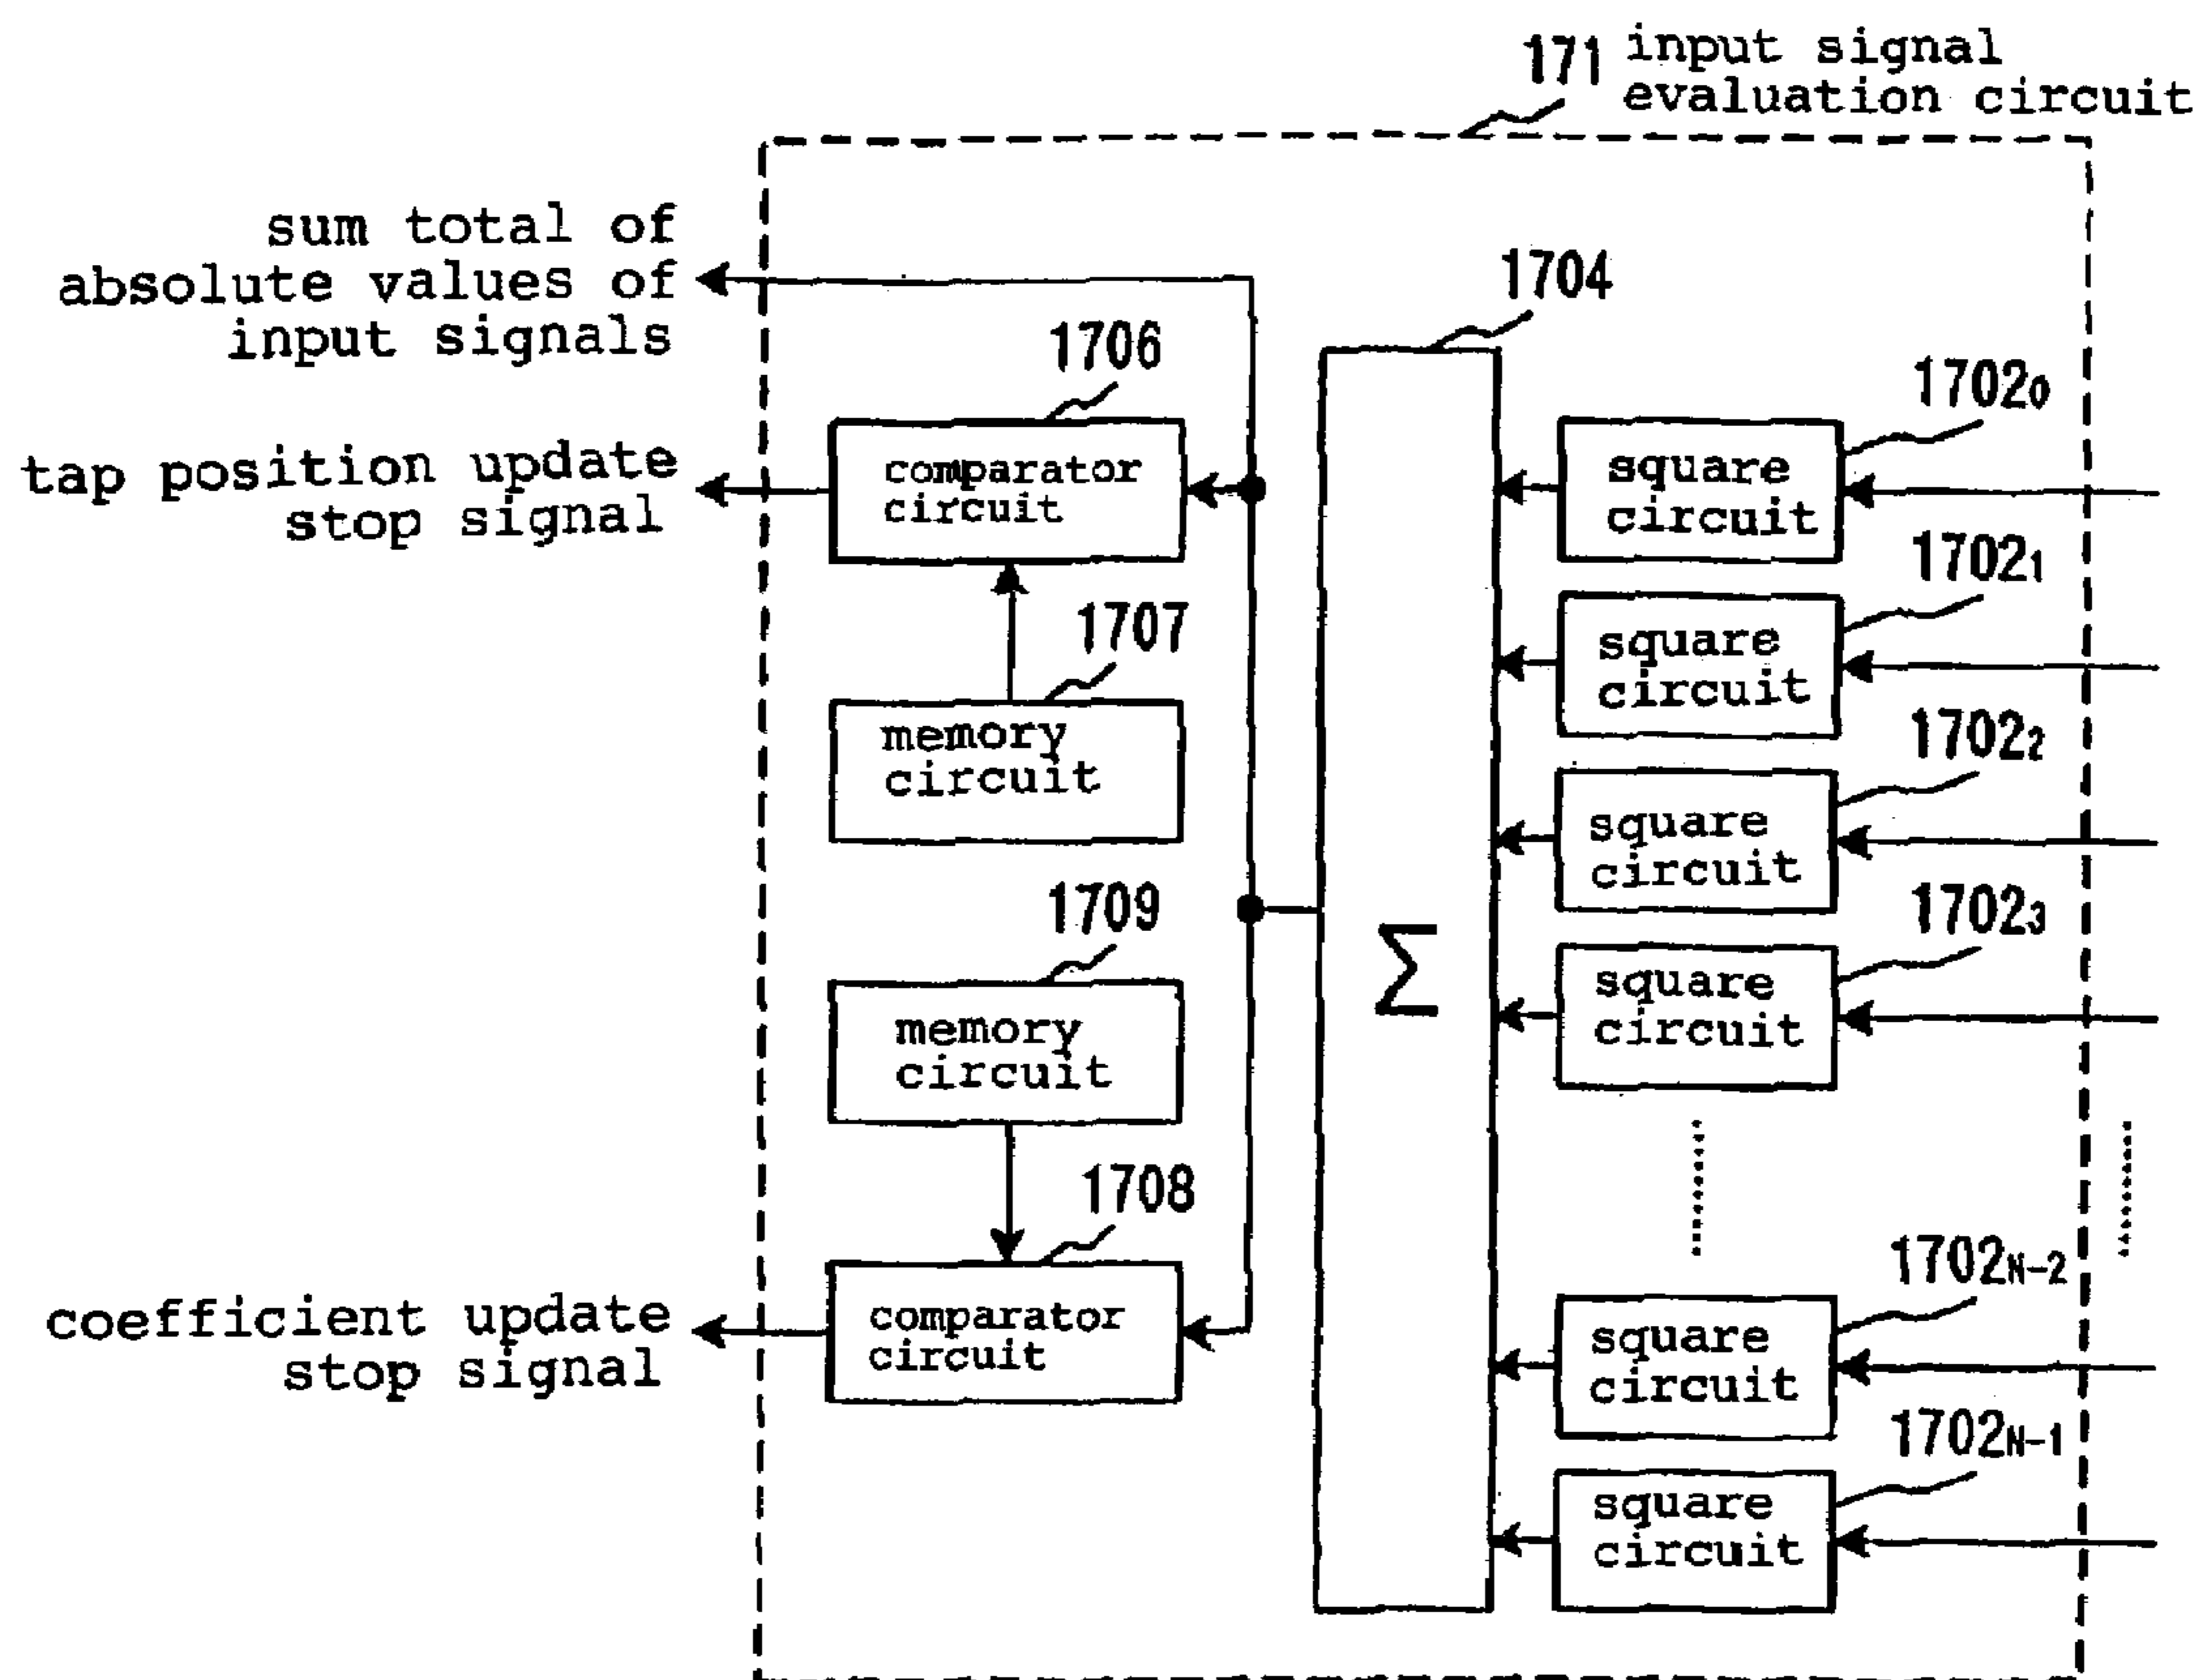 171 input signal
evaluation circuit
sum total of
absolute values of
input signals
1704
1706
1702₀
comparator
circuit
square
circuit
tap position update
stop signal
1702₁
1707
square
circuit
memory
circuit
1702₂
square
circuit
1709
1702₃
Σ
square
circuit
memory
circuit
1708
1702N-2
comparator
circuit
square
circuit
coefficient update
stop signal
1702N-1
square
circuit